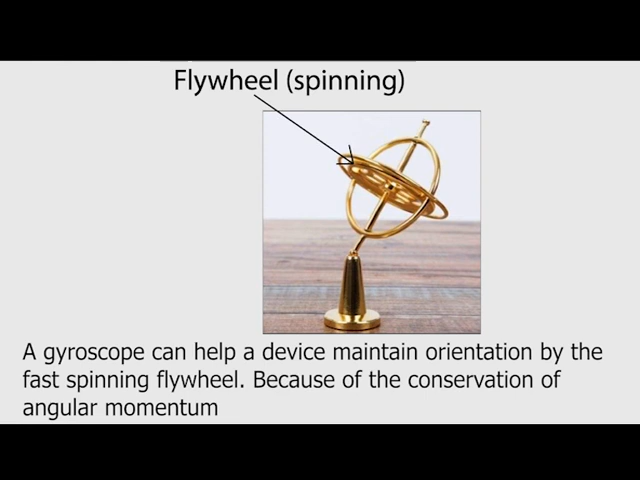 Flywheel (spinning)
A gyroscope can help a device maintain orientation by the
fast spinning flywheel. Because of the conservation of
angular momentum